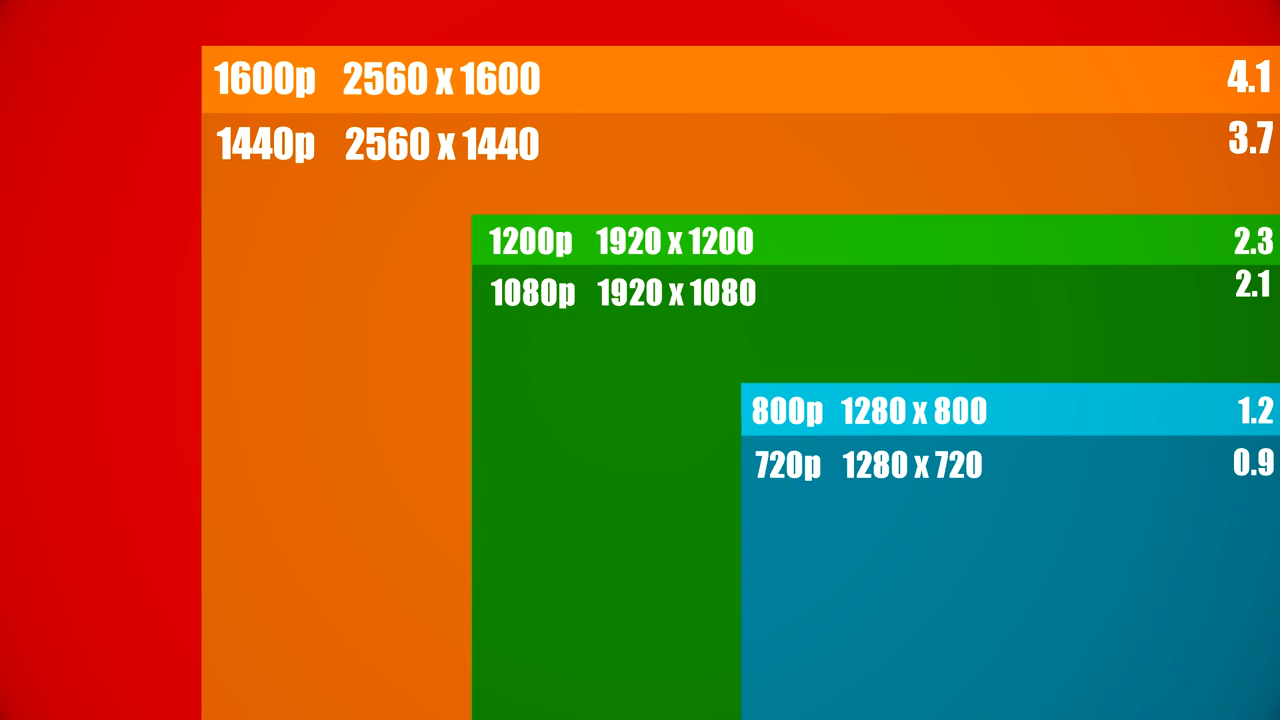 1600p 2560 x 1600 4.1
1440p 2560 x 1440 3.7
1200p 1920 x 1200 2.3
1080p 1920 x 1080 2.1
800p 1280 x 800 1.2
720p 1280 x 720 0.9